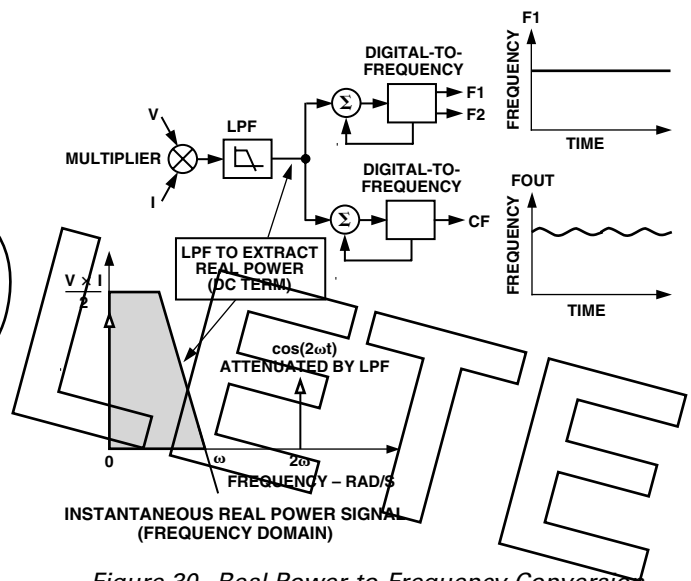 F1
FREQUENCY
TIME
DIGITAL-TO-
FREQUENCY
Σ
F1
F2
V
MULTIPLIER
I
LPF
DIGITAL-TO-
FREQUENCY
Σ
CF
FOUT
FREQUENCY
TIME
LPF TO EXTRACT
REAL POWER
(DC TERM)
V × I
2
cos(2ωt)
ATTENUATED BY LPF
0
ω
2ω
FREQUENCY – RAD/S
INSTANTANEOUS REAL POWER SIGNAL
(FREQUENCY DOMAIN)
LETE
Figure 30. Real Power-to-Frequency Conversion